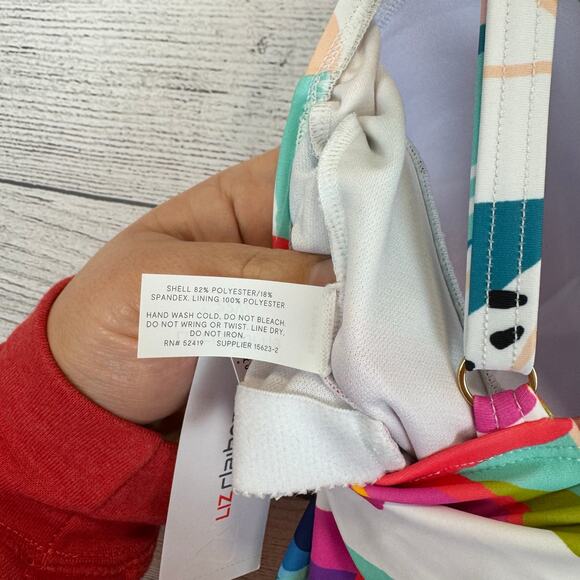 SHELL 82% POLYESTER/18%
SPANDEX. LINING 100% POLYESTER
HAND WASH COLD. DO NOT BLEACH.
DO NOT WRING OR TWIST. LINE DRY.
DO NOT IRON.
RN# 52419 SUPPLIER 15623-2
LIZ claibo